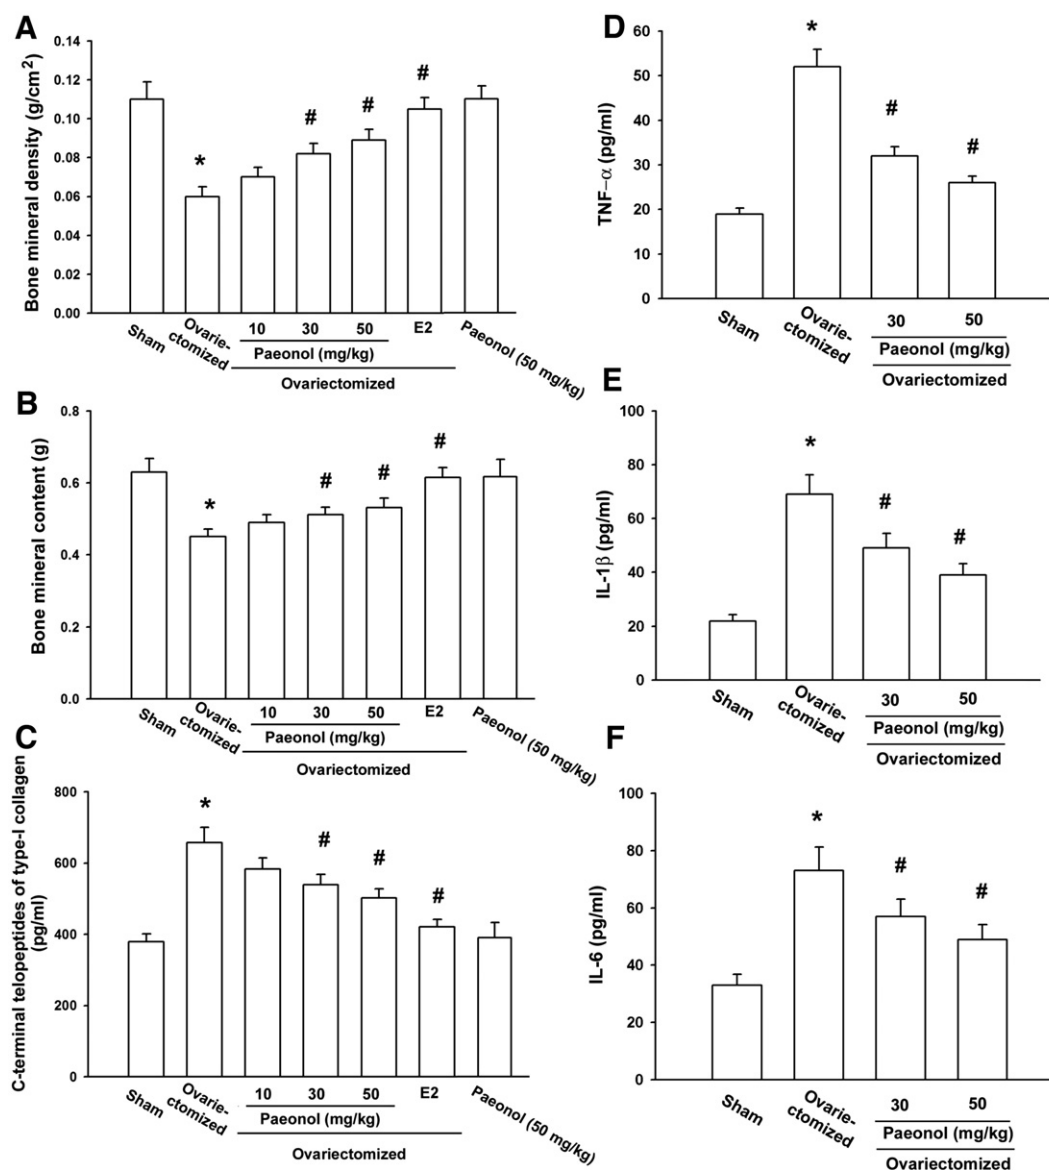 A
Bone mineral density (g/cm²)
0.14
0.12
0.10
0.08
0.06
0.04
0.02
0.00
*
#
#
#
Sham
Ovarie-
ctomized
10
30
50
E2
Paeonol (50 mg/kg)
Paeonol (mg/kg)
Ovariectomized
B
Bone mineral content (g)
0.8
0.6
0.4
0.2
0.0
*
#
#
#
Sham
Ovarie-
ctomized
10
30
50
E2
Paeonol (50 mg/kg)
Paeonol (mg/kg)
Ovariectomized
C
C-terminal telopeptides of type-I collagen
(pg/ml)
800
600
400
200
0
*
#
#
#
Sham
Ovarie-
ctomized
10
30
50
E2
Paeonol (50 mg/kg)
Paeonol (mg/kg)
Ovariectomized
D
TNF–α (pg/ml)
60
50
40
30
20
10
0
*
#
#
Sham
Ovarie-
ctomized
30
50
Paeonol (mg/kg)
Ovariectomized
E
IL-1β (pg/ml)
100
80
60
40
20
0
*
#
#
Sham
Ovarie-
ctomized
30
50
Paeonol (mg/kg)
Ovariectomized
F
IL-6 (pg/ml)
100
80
60
40
20
0
*
#
#
Sham
Ovarie-
ctomized
30
50
Paeonol (mg/kg)
Ovariectomized